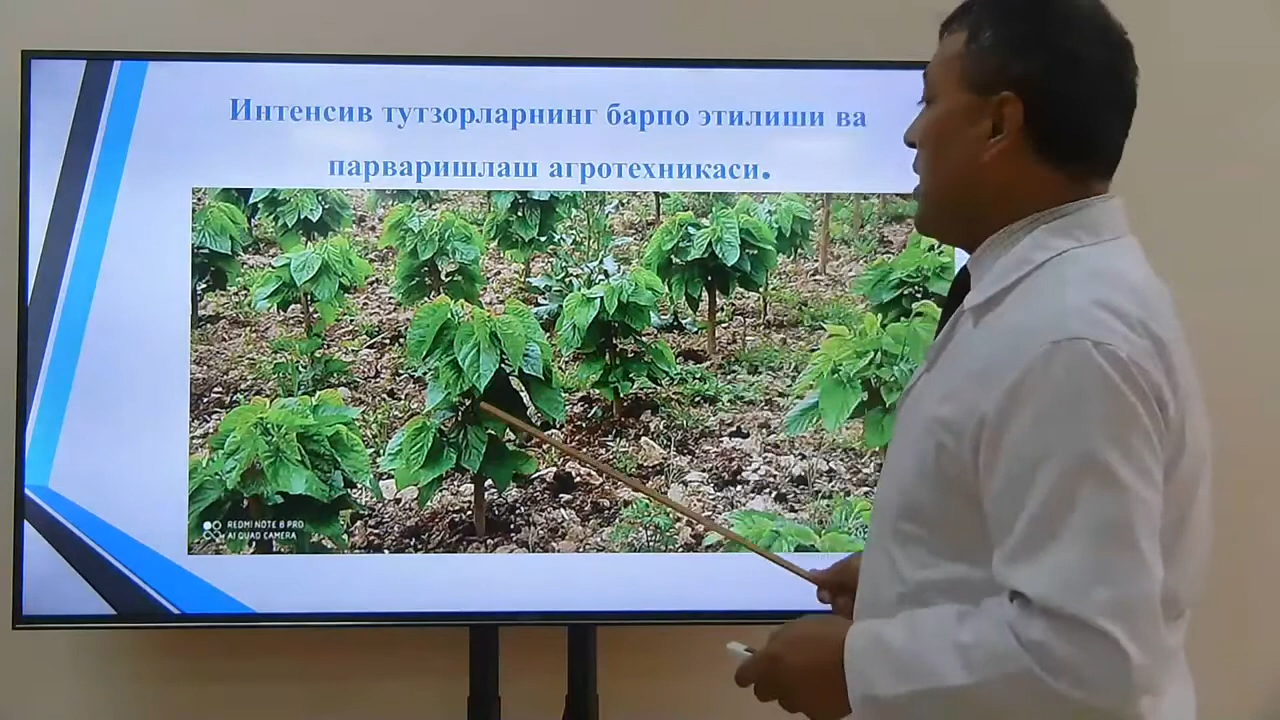 Интенсив тутзорларнинг барпо этилиши ва
парваришлаш агротехникаси.
REDMI NOTE 8 PRO
AI QUAD CAMERA